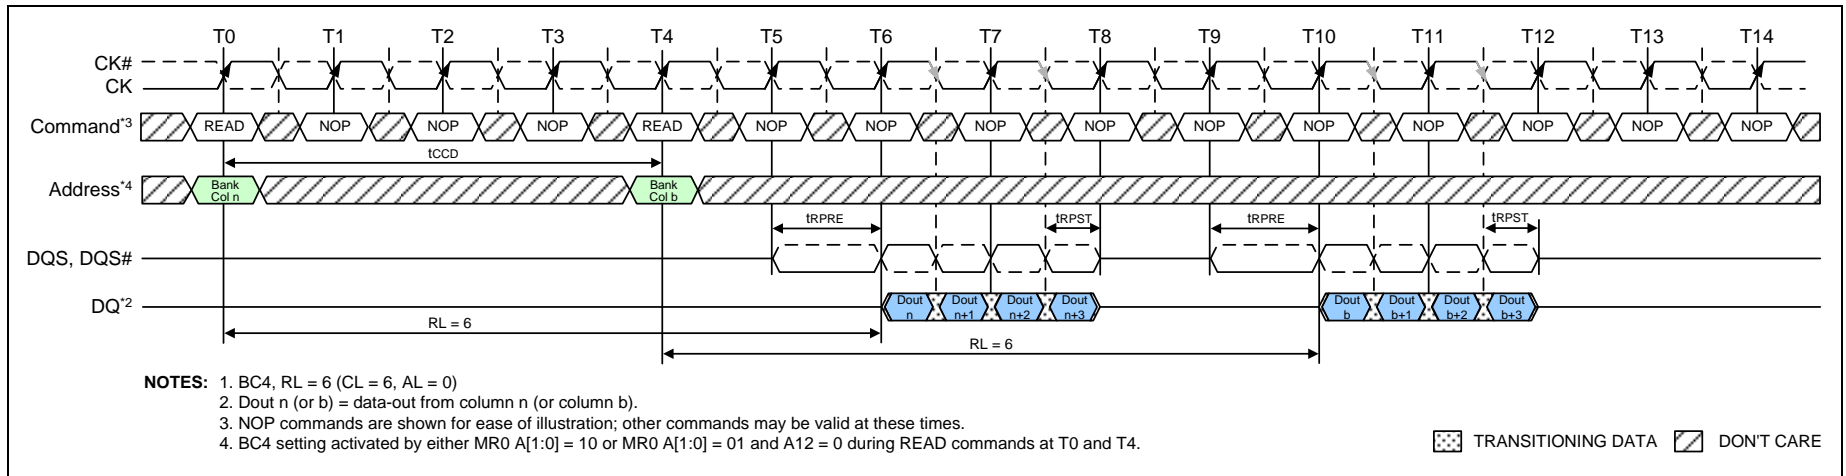 T0 T1 T2 T3 T4 T5 T6 T7 T8 T9 T10 T11 T12 T13 T14
CK#
CK
Command*3 READ NOP NOP NOP READ NOP NOP NOP NOP NOP NOP NOP NOP NOP NOP
tCCD
Address*4 Bank Col n Bank Col b
tRPRE tRPST tRPRE tRPST
DQS, DQS#
DQ*2 Dout n Dout n+1 Dout n+2 Dout n+3 Dout b Dout b+1 Dout b+2 Dout b+3
RL = 6
RL = 6
NOTES: 1. BC4, RL = 6 (CL = 6, AL = 0)
2. Dout n (or b) = data-out from column n (or column b).
3. NOP commands are shown for ease of illustration; other commands may be valid at these times.
4. BC4 setting activated by either MR0 A[1:0] = 10 or MR0 A[1:0] = 01 and A12 = 0 during READ commands at T0 and T4.
TRANSITIONING DATA DON'T CARE